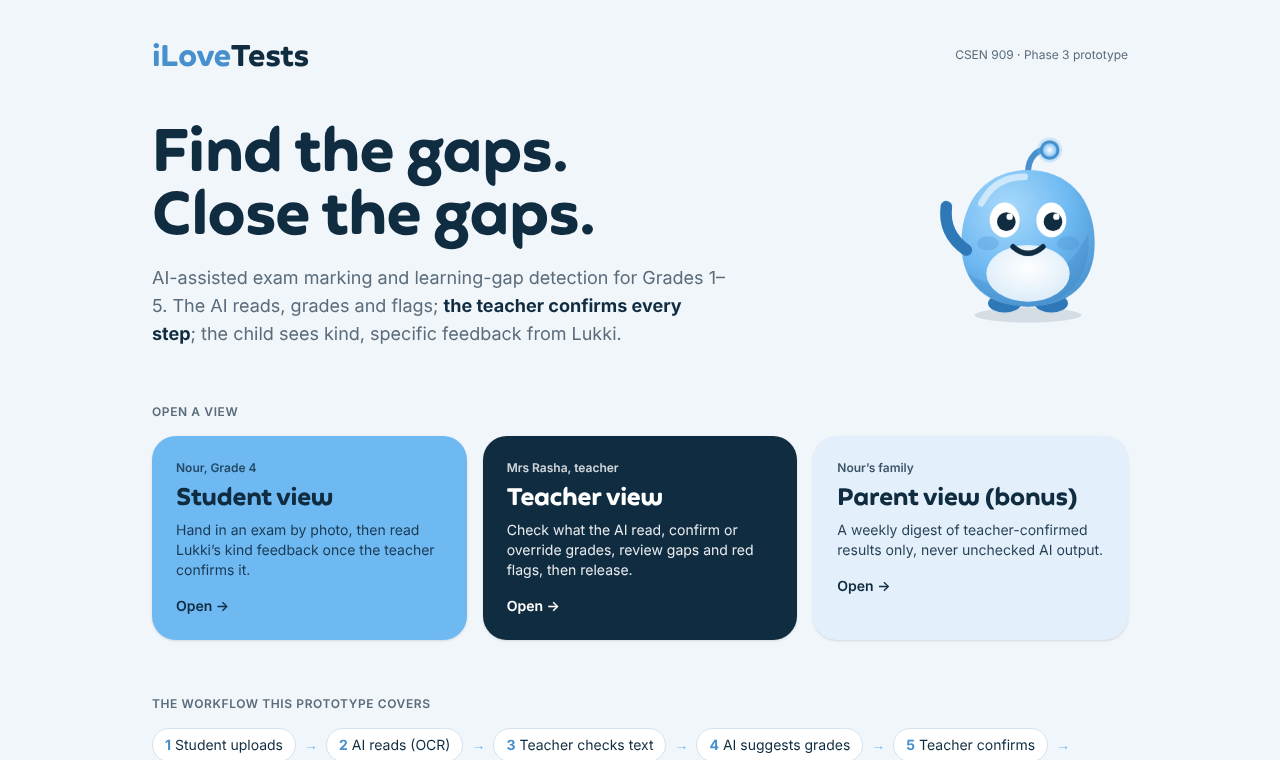 iLoveTests
CSEN 909 · Phase 3 prototype
Find the gaps.
Close the gaps.
AI-assisted exam marking and learning-gap detection for Grades 1–
5. The AI reads, grades and flags; the teacher confirms every
step; the child sees kind, specific feedback from Lukki.
OPEN A VIEW
Nour, Grade 4
Student view
Hand in an exam by photo, then read
Lukki’s kind feedback once the teacher
confirms it.
Open →
Mrs Rasha, teacher
Teacher view
Check what the AI read, confirm or
override grades, review gaps and red
flags, then release.
Open →
Nour’s family
Parent view (bonus)
A weekly digest of teacher-confirmed
results only, never unchecked AI output.
Open →
THE WORKFLOW THIS PROTOTYPE COVERS
1 Student uploads → 2 AI reads (OCR) → 3 Teacher checks text → 4 AI suggests grades → 5 Teacher confirms →